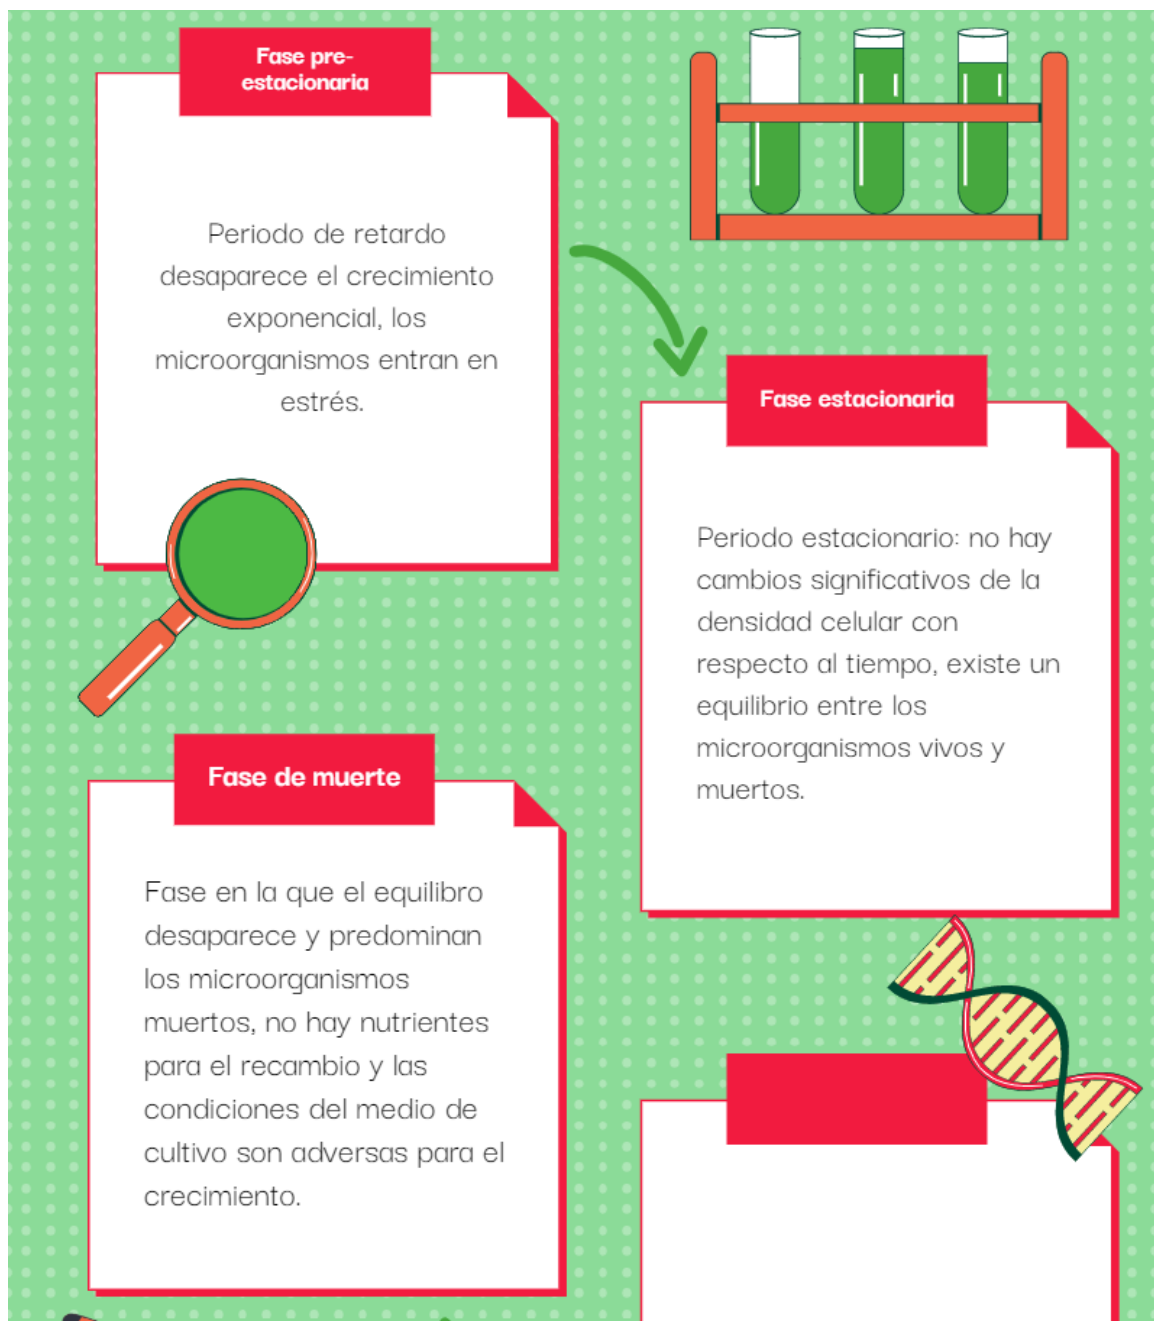 Fase pre-
estacionaria
Periodo de retardo
desaparece el crecimiento
exponencial, los
microorganismos entran en
estrés.
Fase estacionaria
Periodo estacionario: no hay
cambios significativos de la
densidad celular con
respecto al tiempo, existe un
equilibrio entre los
microorganismos vivos y
muertos.
Fase de muerte
Fase en la que el equilibro
desaparece y predominan
los microorganismos
muertos, no hay nutrientes
para el recambio y las
condiciones del medio de
cultivo son adversas para el
crecimiento.